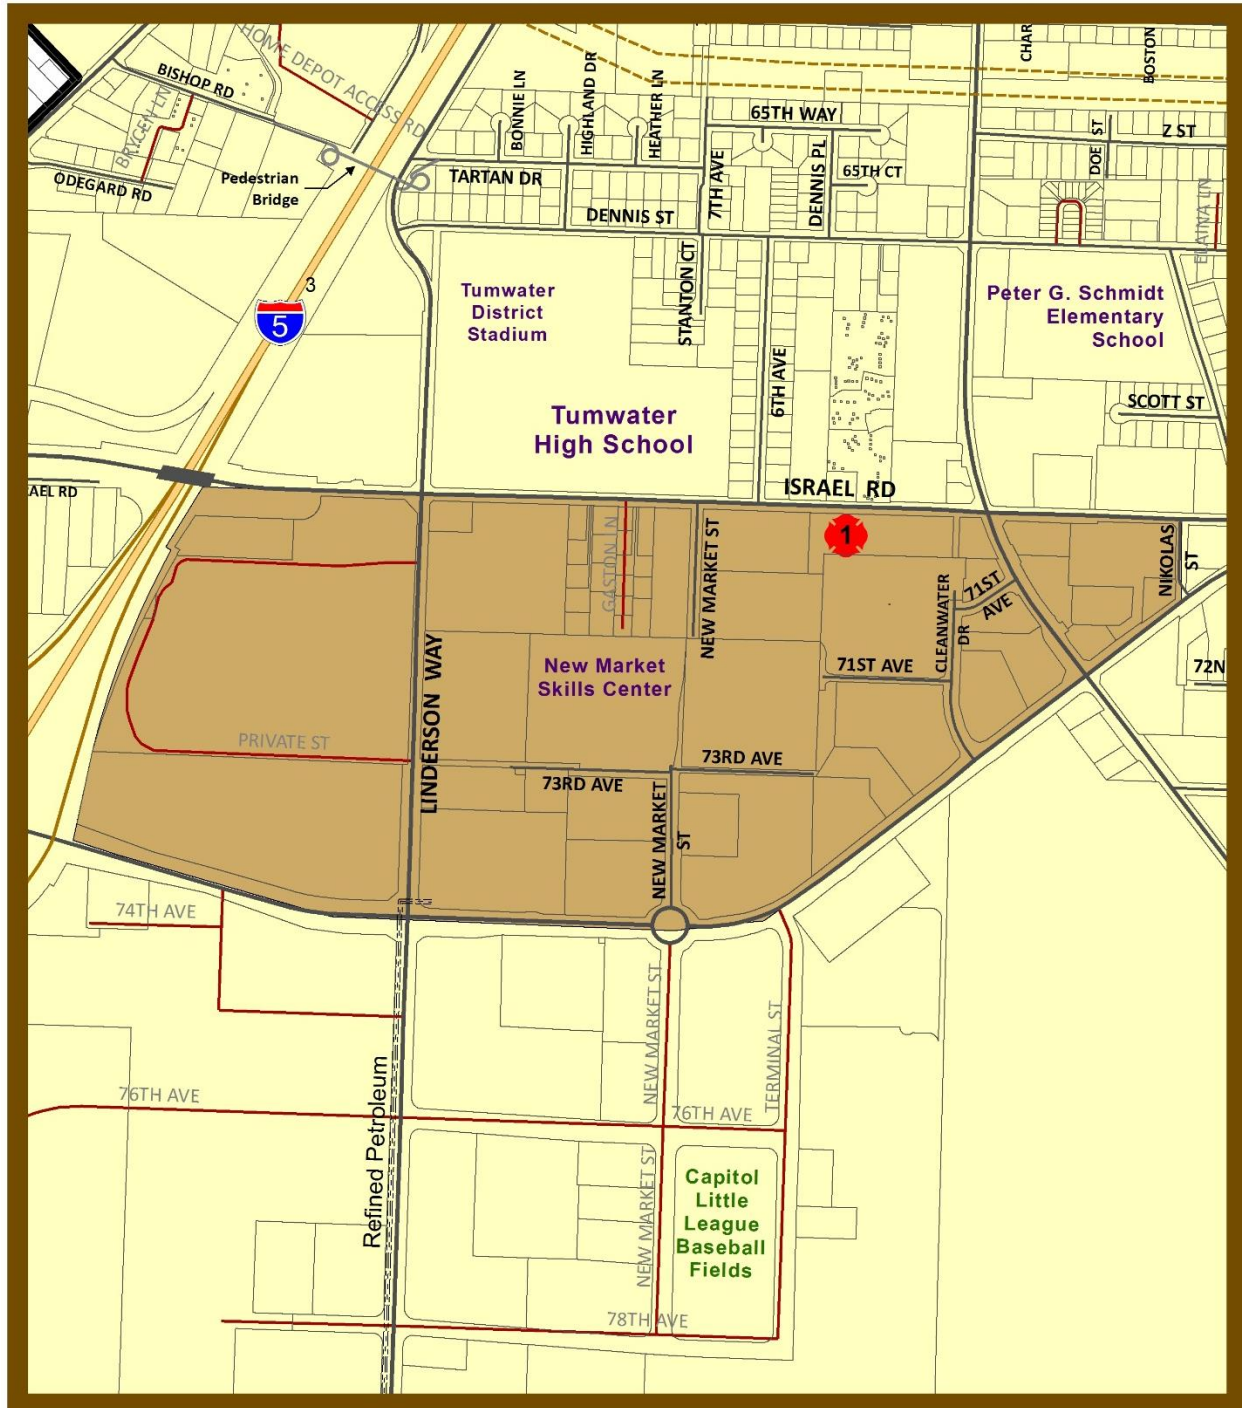 HOME DEPOT ACCESS RD
BISHOP RD
BRYCEN LN
ODEGARD RD
Pedestrian
Bridge
BONNIE LN
HIGHLAND DR
HEATHER LN
TARTAN DR
DENNIS ST
7TH AVE
65TH WAY
DENNIS PL
65TH CT
CHAR
BOSTON
Z ST
DOE ST
ELAINA LN
3
5
Tumwater
District
Stadium
STANTON CT
6TH AVE
Peter G. Schmidt
Elementary
School
SCOTT ST
Tumwater
High School
ISRAEL RD
AEL RD
1
GASTON LN
NEW MARKET ST
NIKOLAS
ST
71ST
AVE
CLEANWATER
DR
71ST AVE
72N
LINDERSON WAY
New Market
Skills Center
PRIVATE ST
73RD AVE
73RD AVE
NEW MARKET
ST
74TH AVE
NEW MARKET ST
TERMINAL ST
76TH AVE
76TH AVE
Refined Petroleum
NEW MARKET ST
Capitol
Little
League
Baseball
Fields
78TH AVE